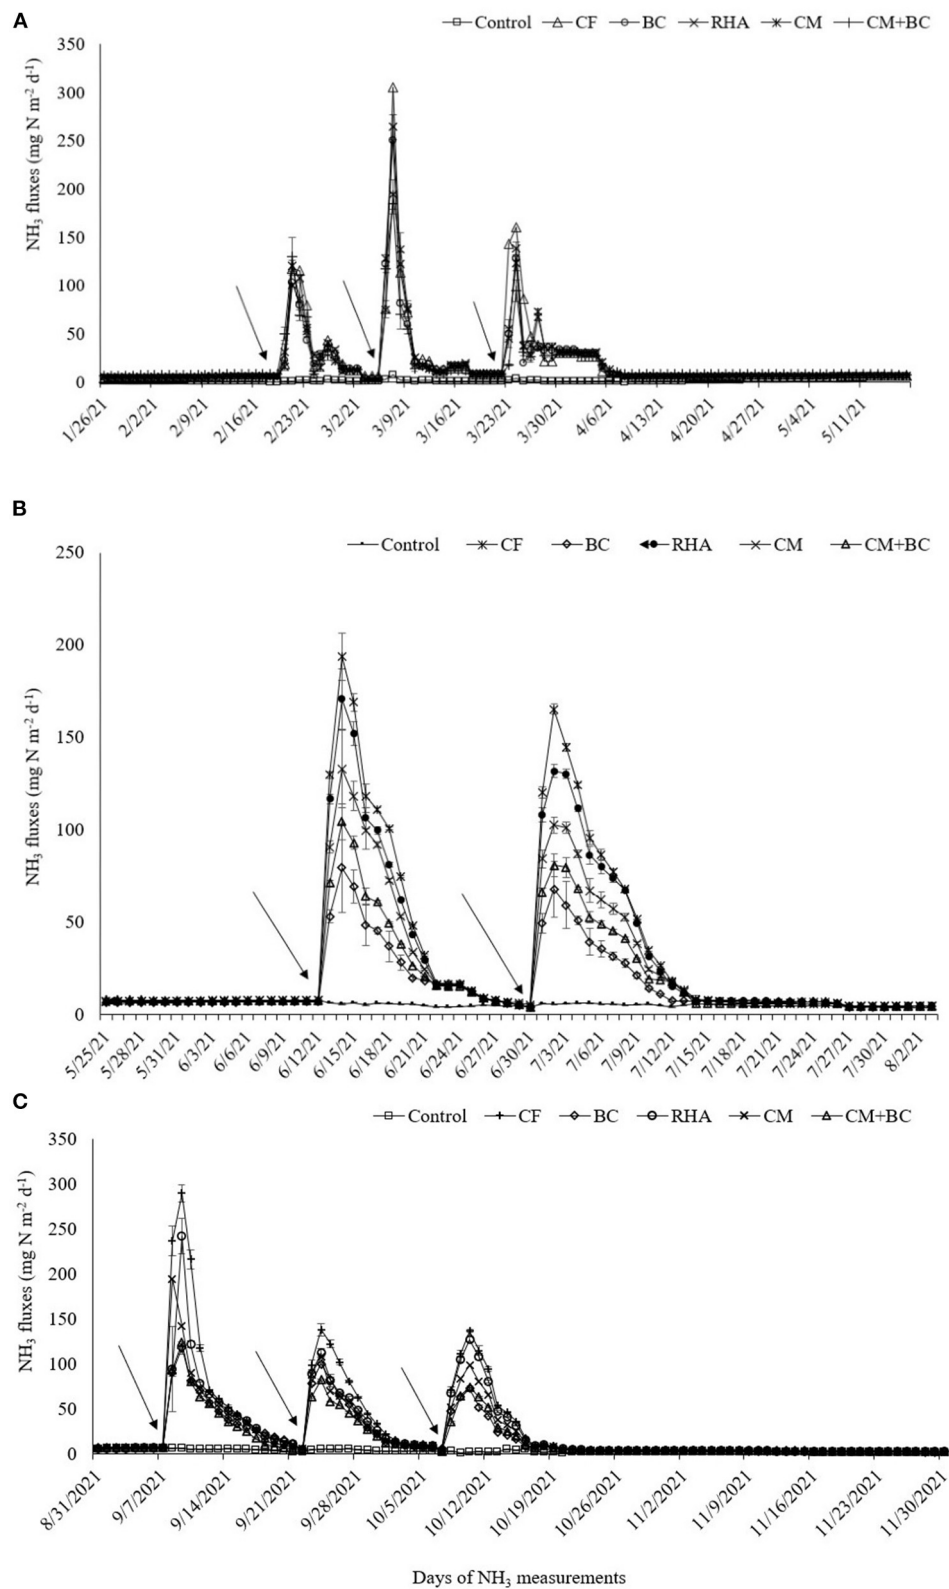 A
Control CF BC RHA CM CM+BC
NH₃ fluxes (mg N m⁻² d⁻¹)
350
300
250
200
150
100
50
0
1/26/21 2/2/21 2/9/21 2/16/21 2/23/21 3/2/21 3/9/21 3/16/21 3/23/21 3/30/21 4/6/21 4/13/21 4/20/21 4/27/21 5/4/21 5/11/21
B
Control CF BC RHA CM CM+BC
NH₃ fluxes (mg N m⁻² d⁻¹)
250
200
150
100
50
0
5/25/21 5/28/21 5/31/21 6/3/21 6/6/21 6/9/21 6/12/21 6/15/21 6/18/21 6/21/21 6/24/21 6/27/21 6/30/21 7/3/21 7/6/21 7/9/21 7/12/21 7/15/21 7/18/21 7/21/21 7/24/21 7/27/21 7/30/21 8/2/21
C
Control CF BC RHA CM CM+BC
NH₃ fluxes (mg N m⁻² d⁻¹)
350
300
250
200
150
100
50
0
8/31/2021 9/7/2021 9/14/2021 9/21/2021 9/28/2021 10/5/2021 10/12/2021 10/19/2021 10/26/2021 11/2/2021 11/9/2021 11/16/2021 11/23/2021 11/30/2021
Days of NH₃ measurements